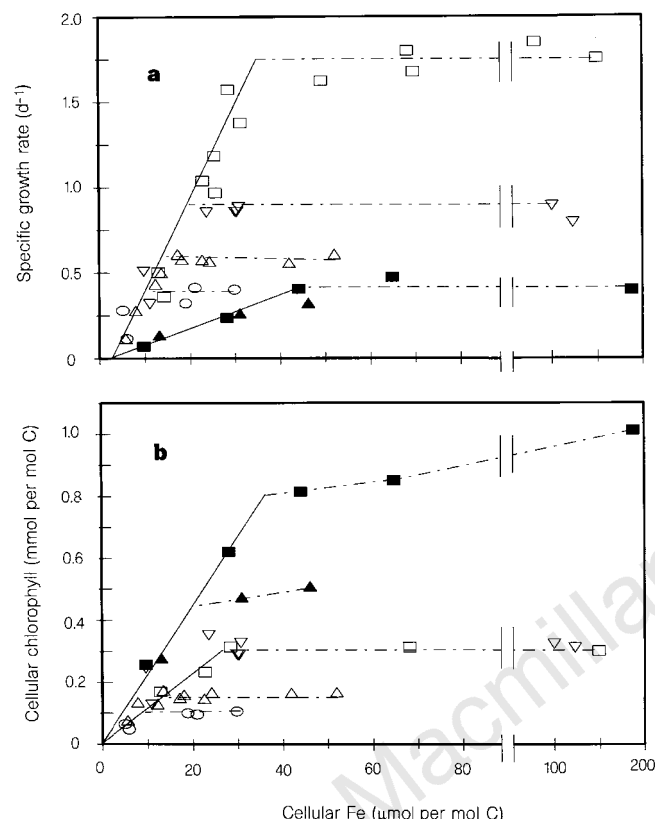 2.0
a
1.5
1.0
0.5
0
Specific growth rate (d⁻¹)
b
1.0
0.8
0.6
0.4
0.2
0
Cellular chlorophyll (mmol per mol C)
0 20 40 60 80 100 200
Cellular Fe (μmol per mol C)
Macmillan